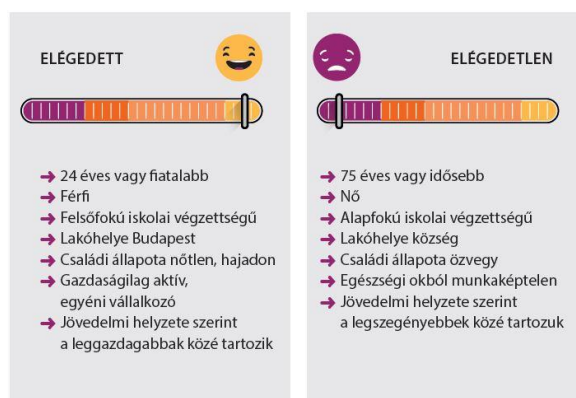 ELÉGEDETT
→ 24 éves vagy fiatalabb
→ Férfi
→ Felsőfokú iskolai végzettségű
→ Lakóhelye Budapest
→ Családi állapota nőtlen, hajadon
→ Gazdaságilag aktív,
egyéni vállalkozó
→ Jövedelmi helyzete szerint
a leggazdagabbak közé tartozik
ELÉGEDETLEN
→ 75 éves vagy idősebb
→ Nő
→ Alapfokú iskolai végzettségű
→ Lakóhelye község
→ Családi állapota özvegy
→ Egészségi okból munkaképtelen
→ Jövedelmi helyzete szerint
a legszegényebbek közé tartozuk